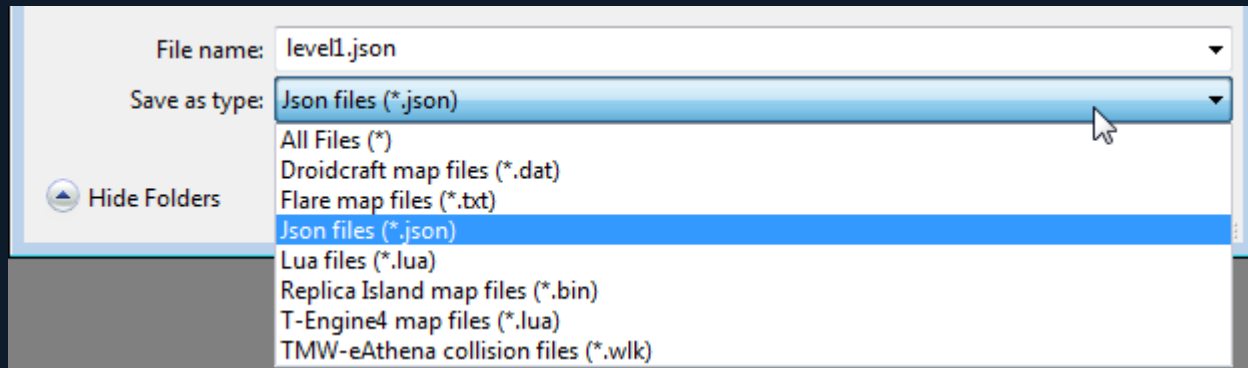 File name: level1.json
Save as type: Json files (*.json)
All Files (*)
Droidcraft map files (*.dat)
Flare map files (*.txt)
Hide Folders
Json files (*.json)
Lua files (*.lua)
Replica Island map files (*.bin)
T-Engine4 map files (*.lua)
TMW-eAthena collision files (*.wlk)